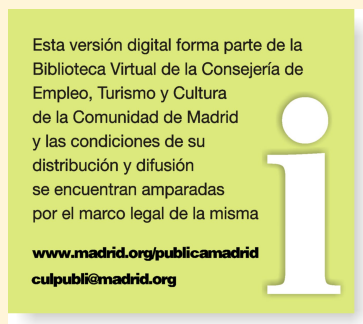 Esta versión digital forma parte de la
Biblioteca Virtual de la Consejería de
Empleo, Turismo y Cultura
de la Comunidad de Madrid
y las condiciones de su
distribución y difusión
se encuentran amparadas
por el marco legal de la misma
www.madrid.org/publicamadrid
culpubli@madrid.org
i